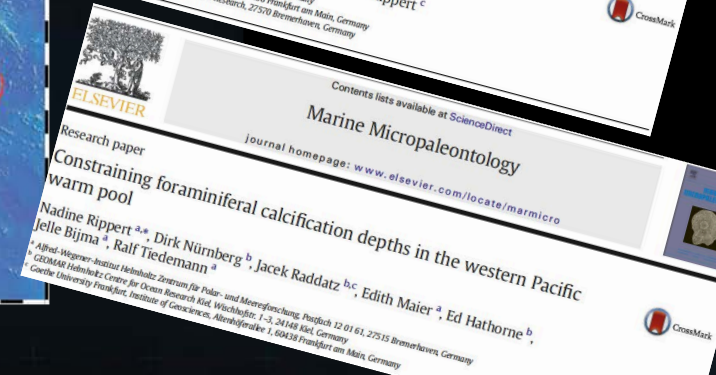 Frankfurt am Main, Germany
27570 Bremerhaven, Germany
CrossMark
ELSEVIER
Contents lists available at ScienceDirect
Marine Micropaleontology
journal homepage: www.elsevier.com/locate/marmicro
Research paper
Constraining foraminiferal calcification depths in the western Pacific
warm pool
Nadine Rippert a,*, Dirk Nürnberg b, Jacek Raddatz b,c, Edith Maier a, Ed Hathorne b,
Jelle Bijma a, Ralf Tiedemann a
a Alfred-Wegener-Institut Helmholtz Zentrum für Polar- und Meeresforschung, Postfach 12 01 61, 27515 Bremerhaven, Germany
b GEOMAR Helmholtz Centre for Ocean Research Kiel, Wischhofstr. 1–3, 24148 Kiel, Germany
c Goethe University Frankfurt, Institute of Geosciences, Altenhöferallee 1, 60438 Frankfurt am Main, Germany
CrossMark